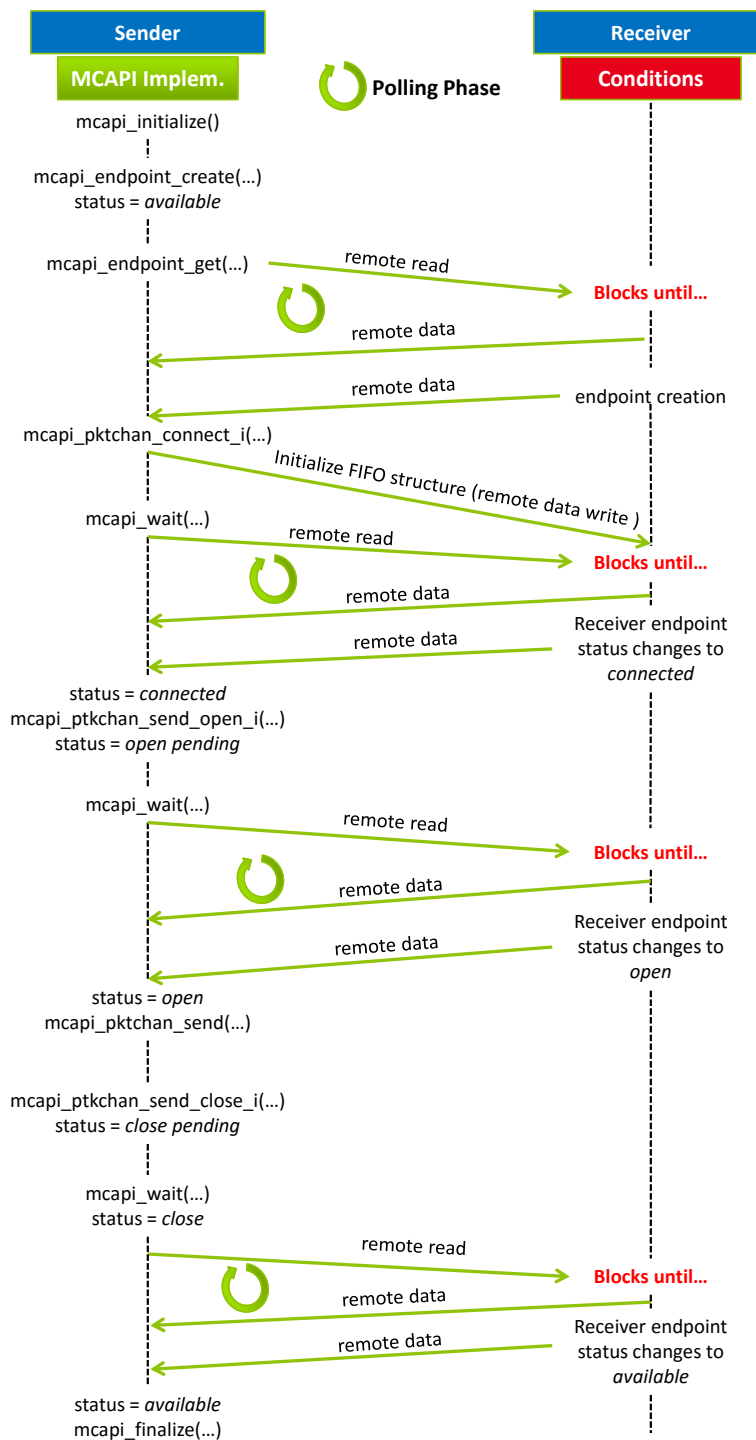 Sender
Receiver
MCAPI Implem.
Polling Phase
Conditions
mcapi_initialize()
mcapi_endpoint_create(...)
status = available
mcapi_endpoint_get(...)
remote read
Blocks until...
remote data
remote data
endpoint creation
mcapi_pktchan_connect_i(...)
Initialize FIFO structure (remote data write )
mcapi_wait(...)
remote read
Blocks until...
remote data
Receiver endpoint
status changes to
connected
remote data
status = connected
mcapi_ptkchan_send_open_i(...)
status = open pending
mcapi_wait(...)
remote read
Blocks until...
remote data
Receiver endpoint
status changes to
open
remote data
status = open
mcapi_pktchan_send(...)
mcapi_ptkchan_send_close_i(...)
status = close pending
mcapi_wait(...)
status = close
remote read
Blocks until...
remote data
Receiver endpoint
status changes to
available
remote data
status = available
mcapi_finalize(...)